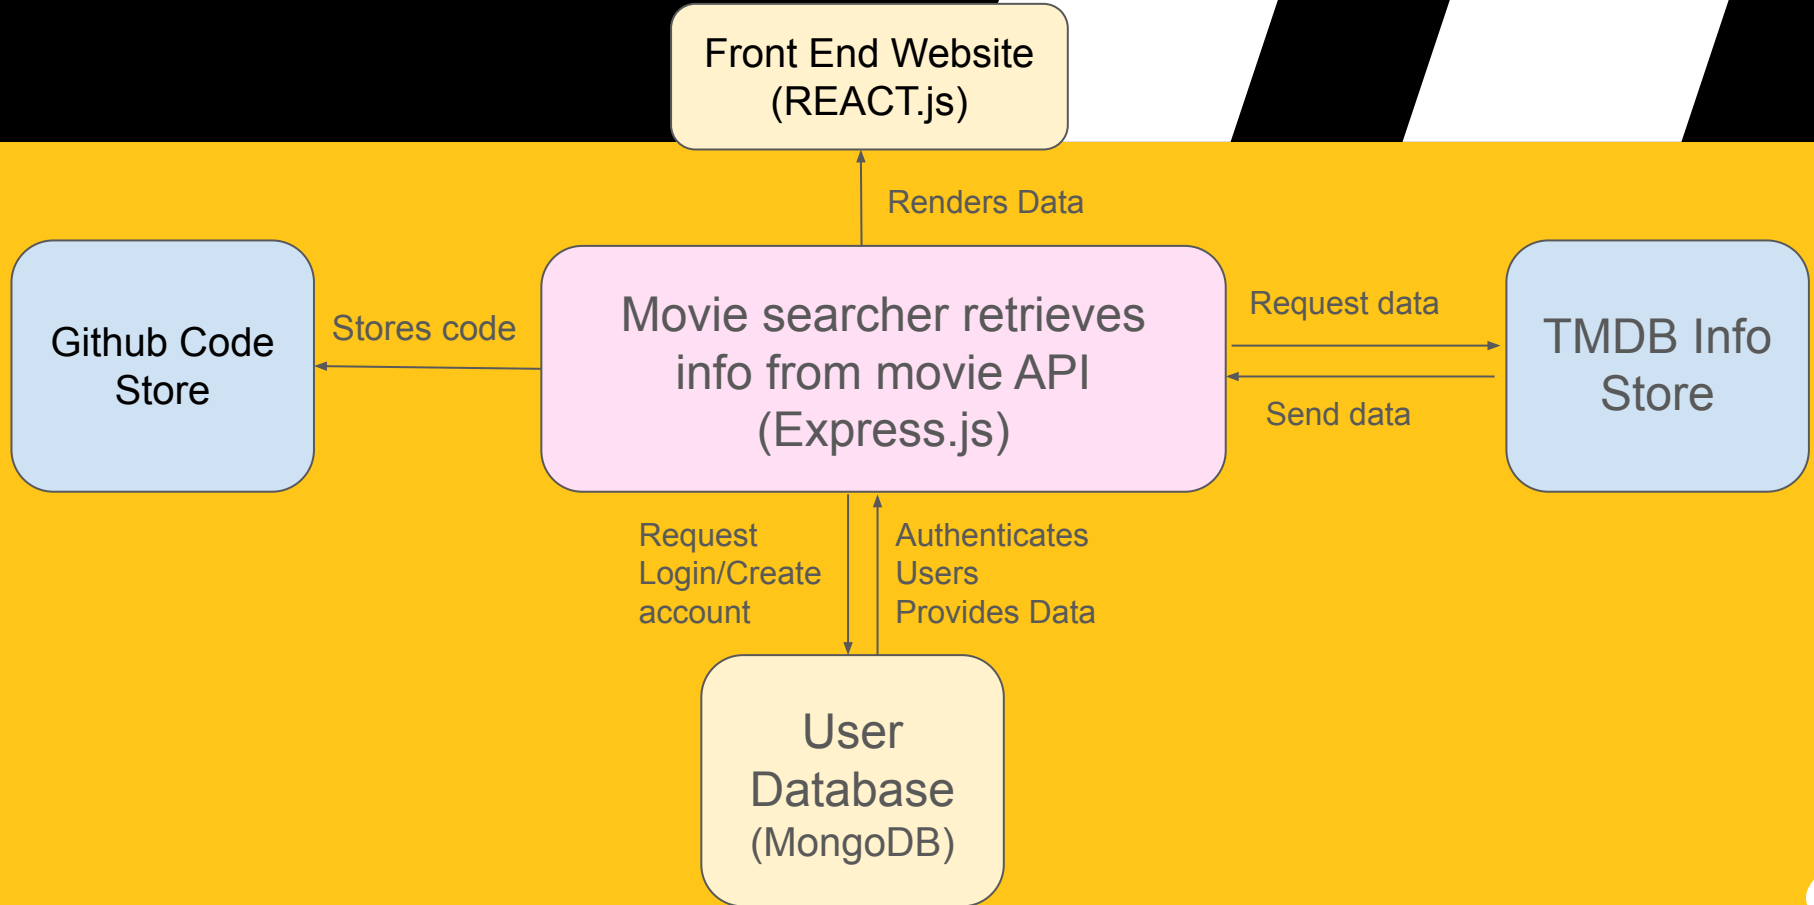 Front End Website
(REACT.js)
Renders Data
Github Code
Store
Stores code
Movie searcher retrieves
info from movie API
(Express.js)
Request data
Send data
TMDB Info
Store
Request
Login/Create
account
Authenticates
Users
Provides Data
User
Database
(MongoDB)